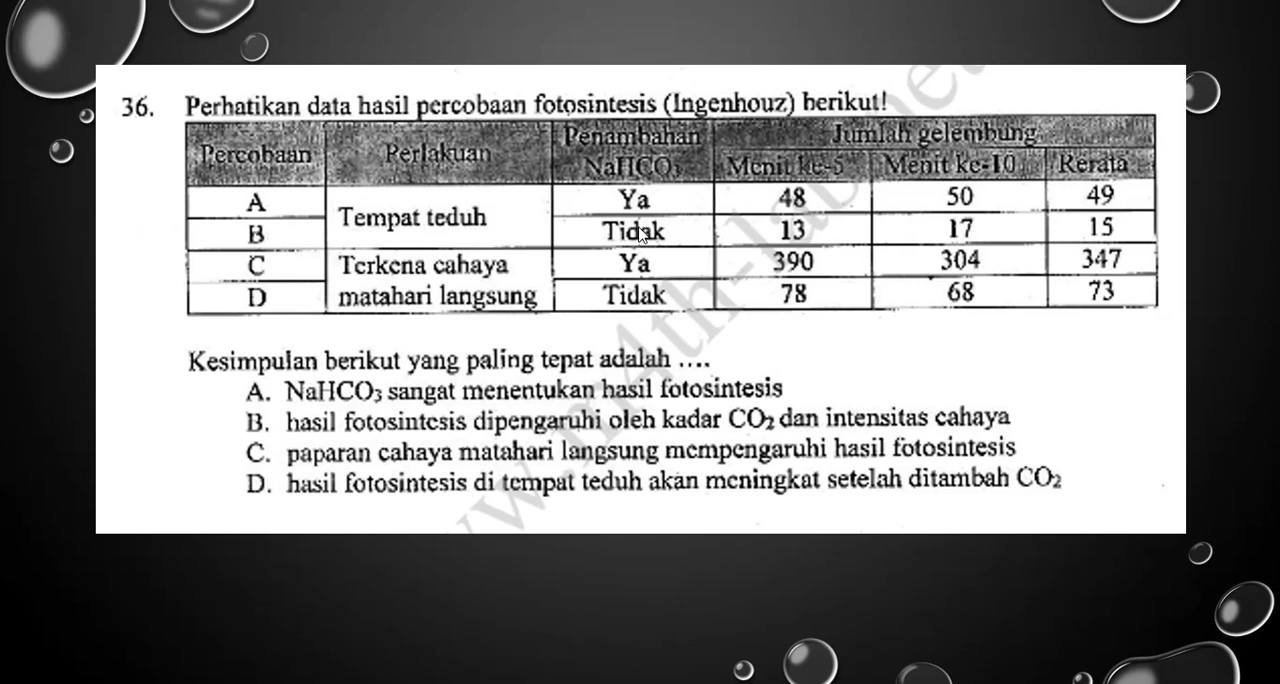 36. Perhatikan data hasil percobaan fotosintesis (Ingenhouz) berikut!
Percobaan Perlakuan Penambahan NaHCO₃ Jumlah gelembung
Menit ke-5 Menit ke-10 Rerata
A Tempat teduh Ya 48 50 49
B Tidak 13 17 15
C Terkena cahaya matahari langsung Ya 390 304 347
D Tidak 78 68 73
Kesimpulan berikut yang paling tepat adalah ....
A. NaHCO₃ sangat menentukan hasil fotosintesis
B. hasil fotosintesis dipengaruhi oleh kadar CO₂ dan intensitas cahaya
C. paparan cahaya matahari langsung mempengaruhi hasil fotosintesis
D. hasil fotosintesis di tempat teduh akan meningkat setelah ditambah CO₂